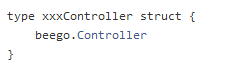 type xxxController struct {
    beego.Controller
}